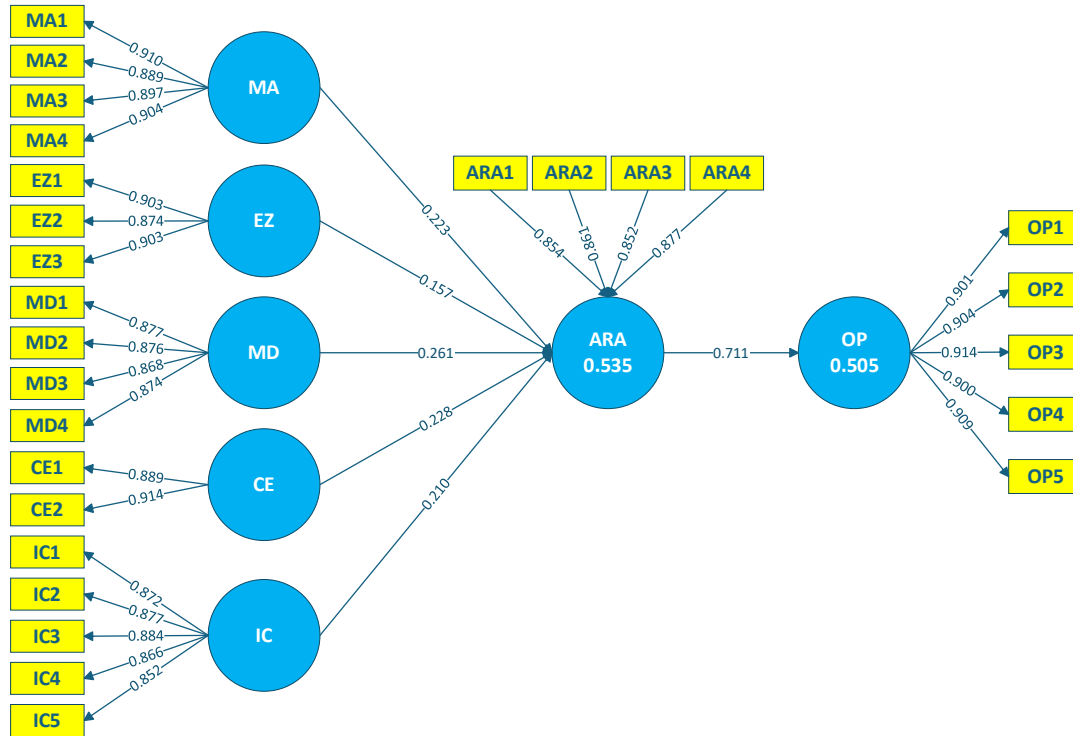 MA1
MA2
MA3
MA4
0.910
0.889
0.897
0.904
MA
EZ1
EZ2
EZ3
0.903
0.874
0.903
EZ
MD1
MD2
MD3
MD4
0.877
0.876
0.868
0.874
MD
CE1
CE2
0.889
0.914
CE
IC1
IC2
IC3
IC4
IC5
0.872
0.877
0.884
0.866
0.852
IC
0.223
0.157
0.261
0.228
0.210
ARA1
ARA2
ARA3
ARA4
0.854
0.861
0.852
0.877
ARA
0.535
0.711
OP
0.505
0.901
0.904
0.914
0.900
0.909
OP1
OP2
OP3
OP4
OP5